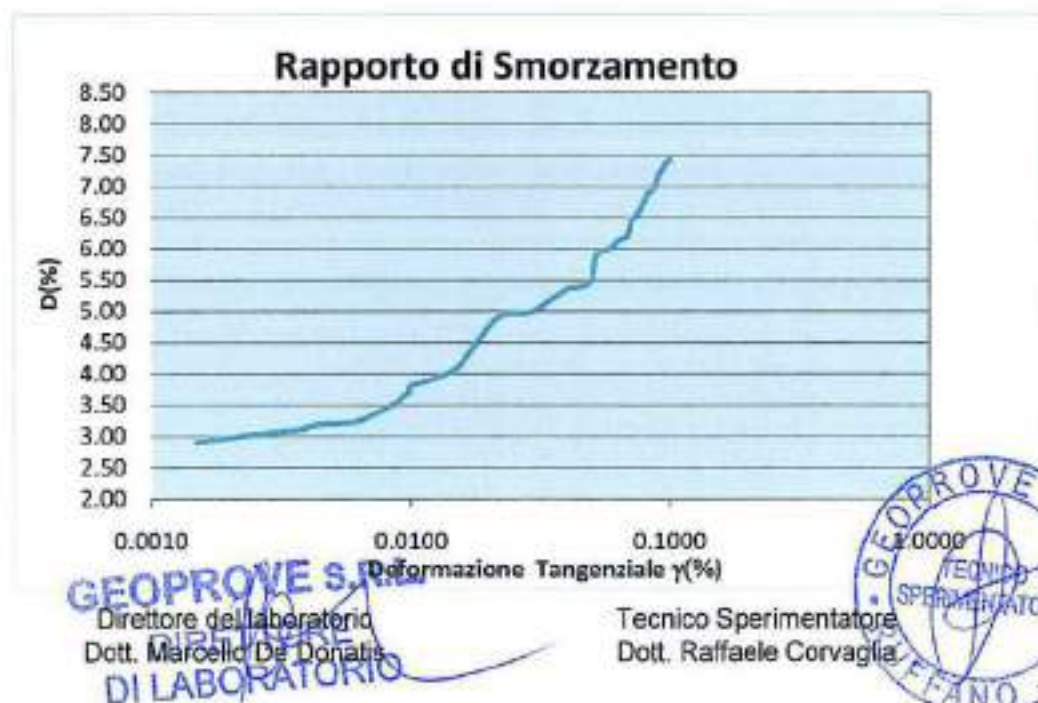 Rapporto di Smorzamento
8.50
8.00
7.50
7.00
6.50
6.00
5.50
5.00
4.50
4.00
3.50
3.00
2.50
2.00
D(%)
0.0010 0.0100 0.1000 1.0000
Deformazione Tangenziale γ(%)
GEOPROVE S.R.L.
Direttore del laboratorio
DIRETTORE
Dott. Marcello De Donatis
DI LABORATORIO
Tecnico Sperimentatore
Dott. Raffaele Corvaglia
GEOPROVE
TECNICO
RUFFANO